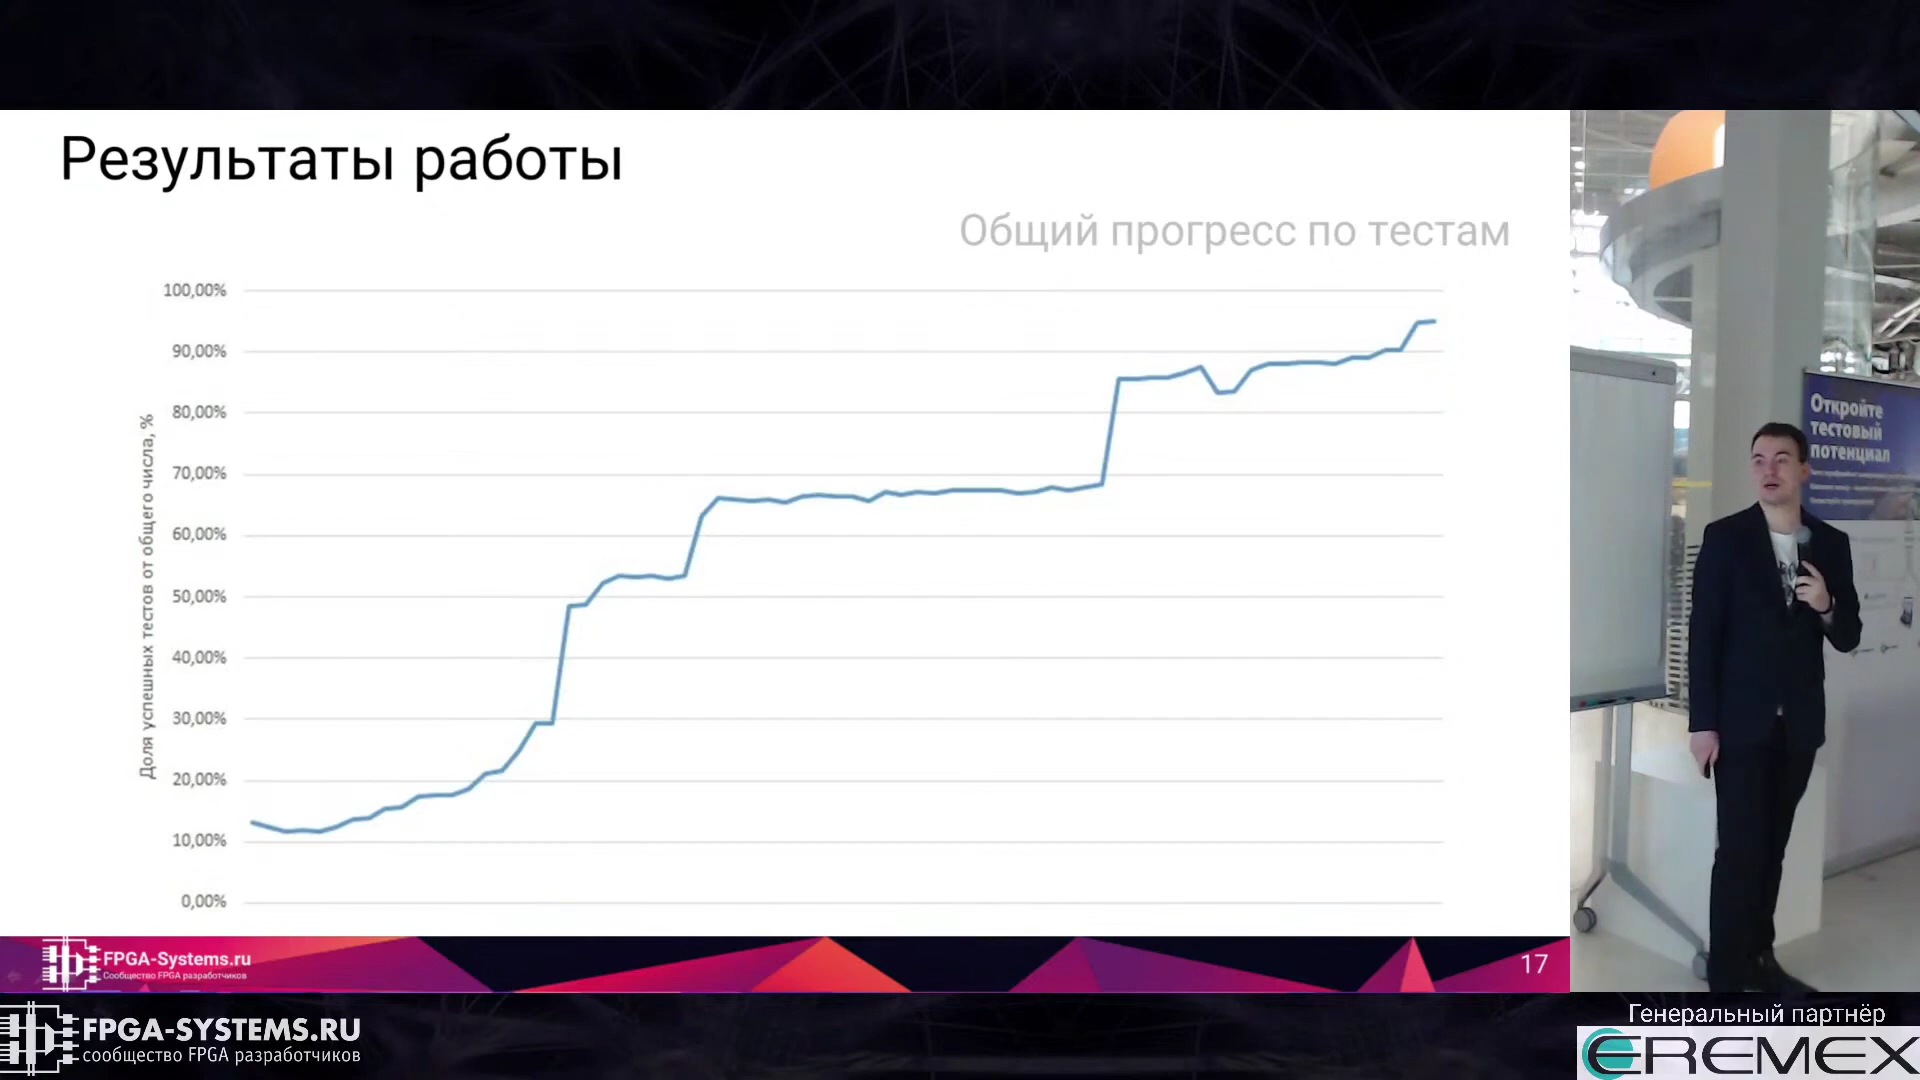 Результаты работы
Общий прогресс по тестам
100,00%
90,00%
80,00%
70,00%
60,00%
50,00%
40,00%
30,00%
20,00%
10,00%
0,00%
Доля успешных тестов от общего числа, %
FPGA-Systems.ru
Сообщество FPGA разработчиков
17
Откройте
тестовый
потенциал
FPGA-SYSTEMS.RU
сообщество FPGA разработчиков
Генеральный партнёр
EREMEX